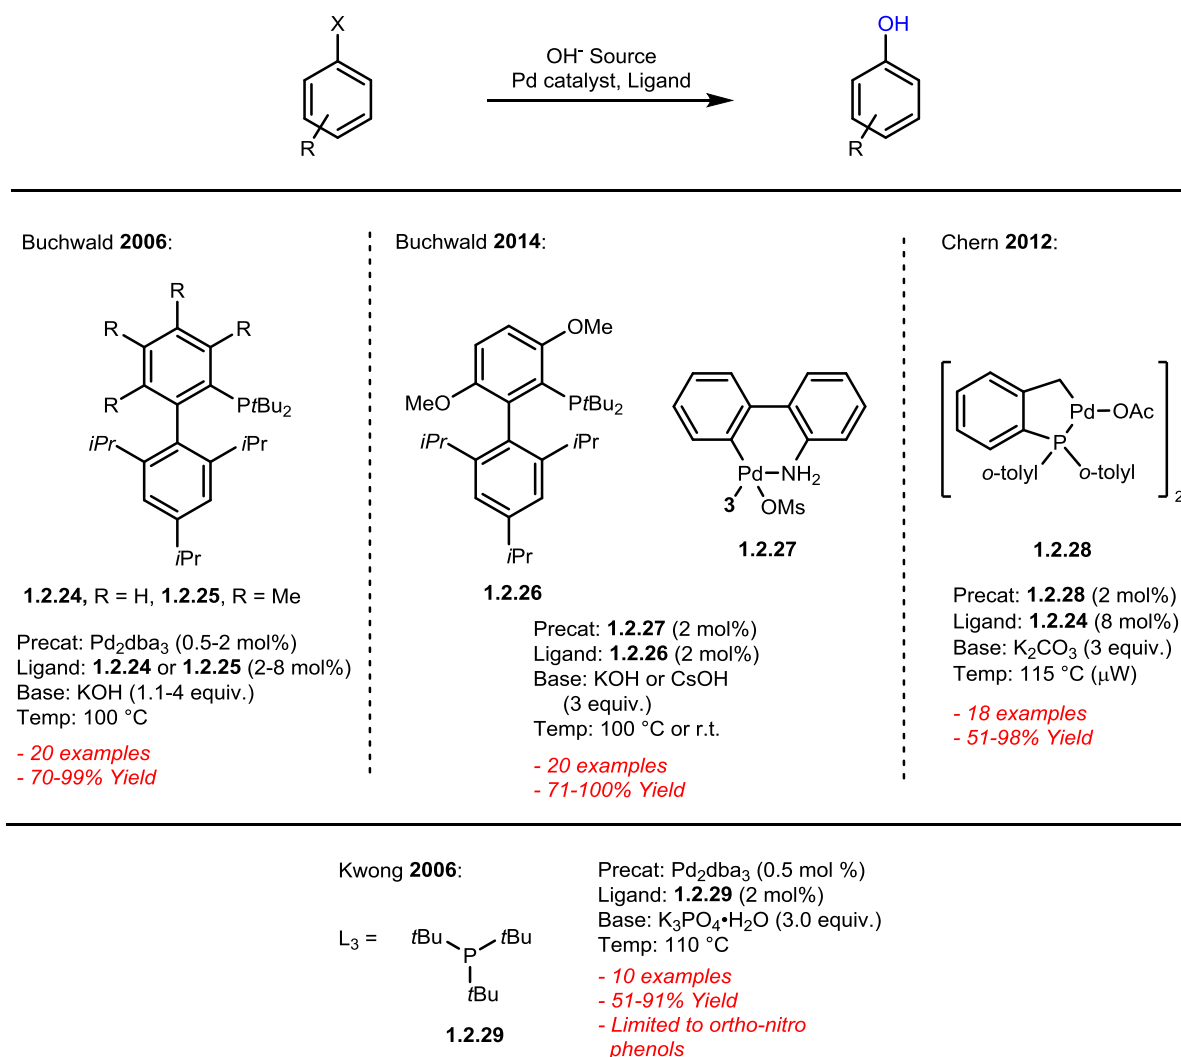 X
R
OH⁻ Source
Pd catalyst, Ligand
OH
R
Buchwald 2006:
R
R
R
R
PtBu₂
iPr
iPr
iPr
1.2.24, R = H, 1.2.25, R = Me
Precat: Pd₂dba₃ (0.5-2 mol%)
Ligand: 1.2.24 or 1.2.25 (2-8 mol%)
Base: KOH (1.1-4 equiv.)
Temp: 100 °C
- 20 examples
- 70-99% Yield
Buchwald 2014:
OMe
MeO
PtBu₂
iPr
iPr
iPr
1.2.26
Pd
NH₂
3
OMs
1.2.27
Precat: 1.2.27 (2 mol%)
Ligand: 1.2.26 (2 mol%)
Base: KOH or CsOH
(3 equiv.)
Temp: 100 °C or r.t.
- 20 examples
- 71-100% Yield
Chern 2012:
Pd
OAc
P
o-tolyl
o-tolyl
2
1.2.28
Precat: 1.2.28 (2 mol%)
Ligand: 1.2.24 (8 mol%)
Base: K₂CO₃ (3 equiv.)
Temp: 115 °C (μW)
- 18 examples
- 51-98% Yield
Kwong 2006:
L₃ =
tBu
tBu
P
tBu
1.2.29
Precat: Pd₂dba₃ (0.5 mol %)
Ligand: 1.2.29 (2 mol%)
Base: K₃PO₄•H₂O (3.0 equiv.)
Temp: 110 °C
- 10 examples
- 51-91% Yield
- Limited to ortho-nitro
phenols